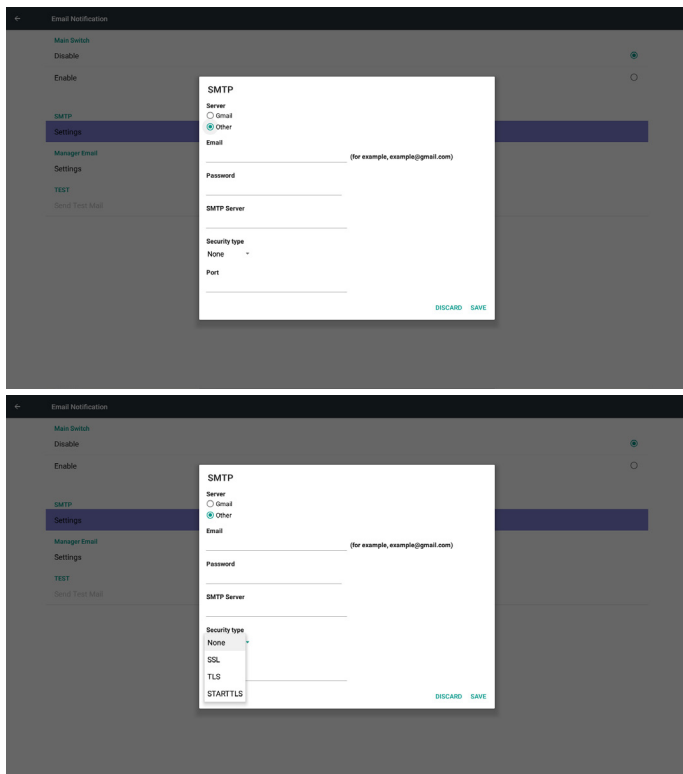 Email Notification
Main Switch
Disable
Enable
SMTP
Settings
Manager Email
Settings
TEST
Send Test Mail
SMTP
Server
Gmail
Other
Email
(for example, example@gmail.com)
Password
SMTP Server
Security type
None
Port
DISCARD SAVE
Email Notification
Main Switch
Disable
Enable
SMTP
Settings
Manager Email
Settings
TEST
Send Test Mail
SMTP
Server
Gmail
Other
Email
(for example, example@gmail.com)
Password
SMTP Server
Security type
None
SSL
TLS
STARTTLS
DISCARD SAVE